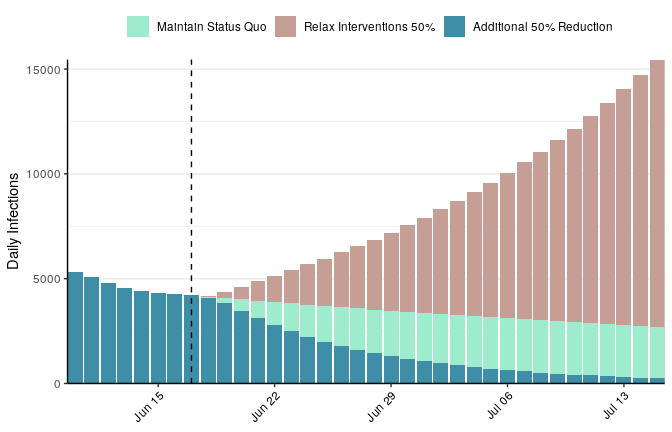 Maintain Status Quo Relax Interventions 50% Additional 50% Reduction
15000
10000
5000
0
Daily Infections
Jun 15 Jun 22 Jun 29 Jul 06 Jul 13